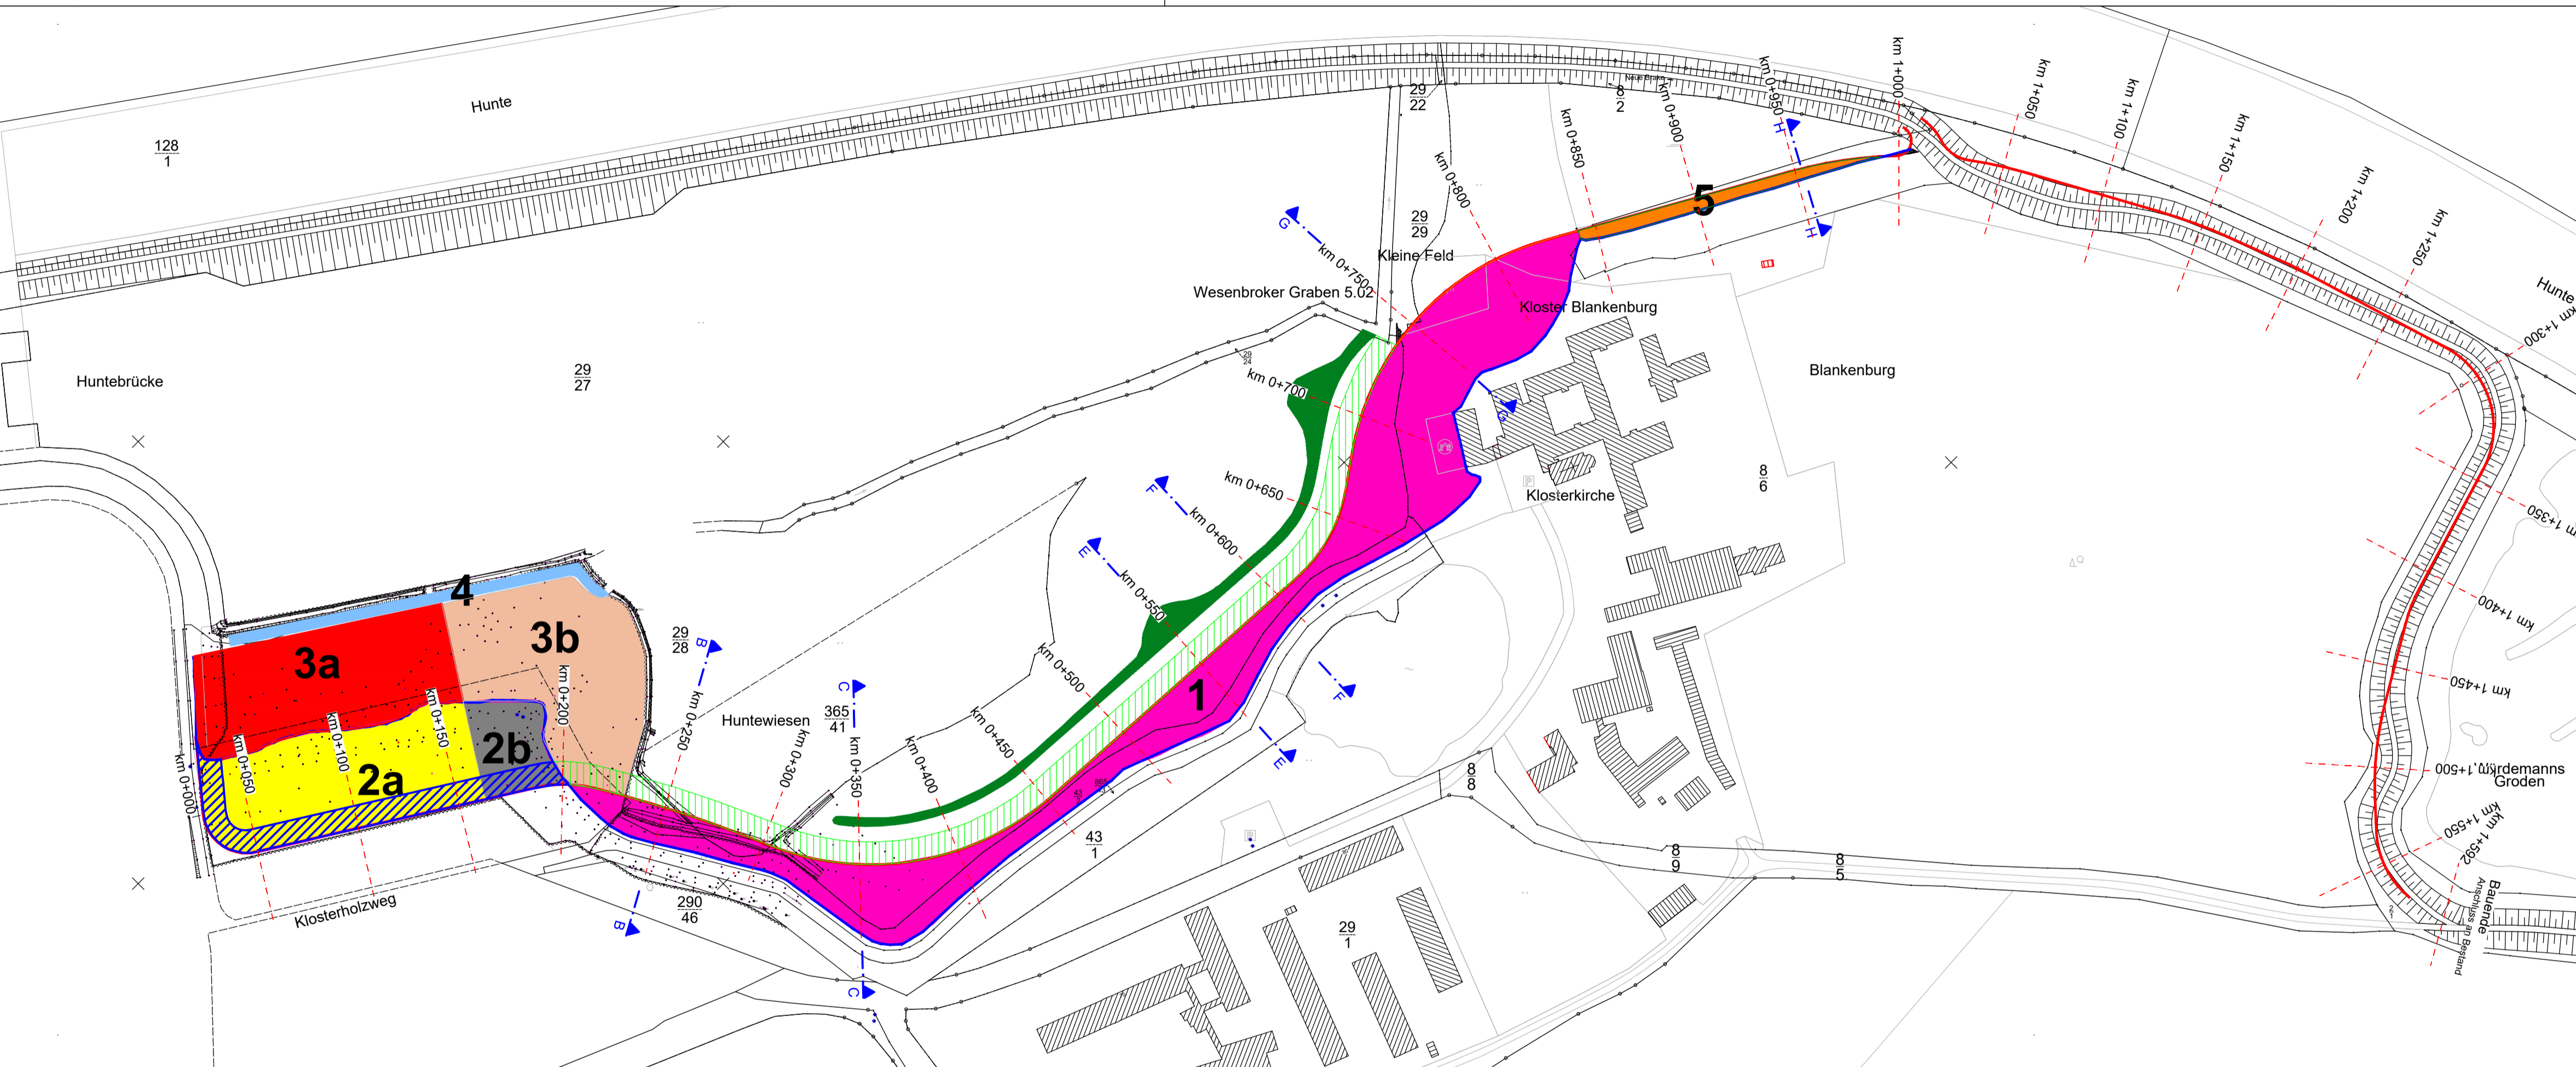 Hunte
128
1
29
22
Neue Brake
8
2
km 0+950
km 1+000
km 1+050
km 1+100
km 1+150
km 1+200
km 1+250
Hunte
km 1+300
km 0+900
km 0+850
km 0+800
H
H
5
29
29
Kleine Feld
G
km 0+750
Wesenbroker Graben 5.02
Kloster Blankenburg
Huntebrücke
29
27
29
24
km 0+700
G
Blankenburg
km 0+650
Klosterkirche
8
6
F
km 0+600
E
km 0+550
km 1+350
km 1+400
km 1+450
km 1+500
Groden
km 1+550
km 1+592
Bauende
Anschluss an Bestand
4
3a
3b
29
28
B
km 0+500
1
F
E
2a
2b
km 0+000
km 0+050
km 0+100
km 0+150
km 0+200
km 0+250
Huntewiesen
km 0+300
C
365
41
km 0+350
km 0+400
km 0+450
43
1
8
8
8
9
8
5
Klosterholzweg
B
290
46
C
29
1